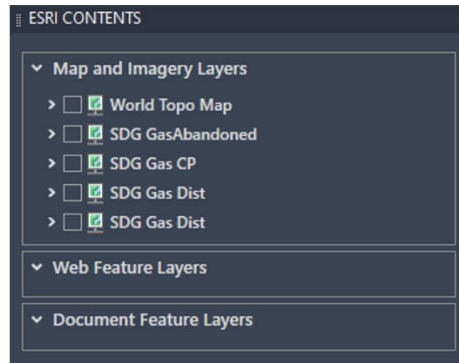 ESRI CONTENTS
Map and Imagery Layers
World Topo Map
SDG GasAbandoned
SDG Gas CP
SDG Gas Dist
SDG Gas Dist
Web Feature Layers
Document Feature Layers